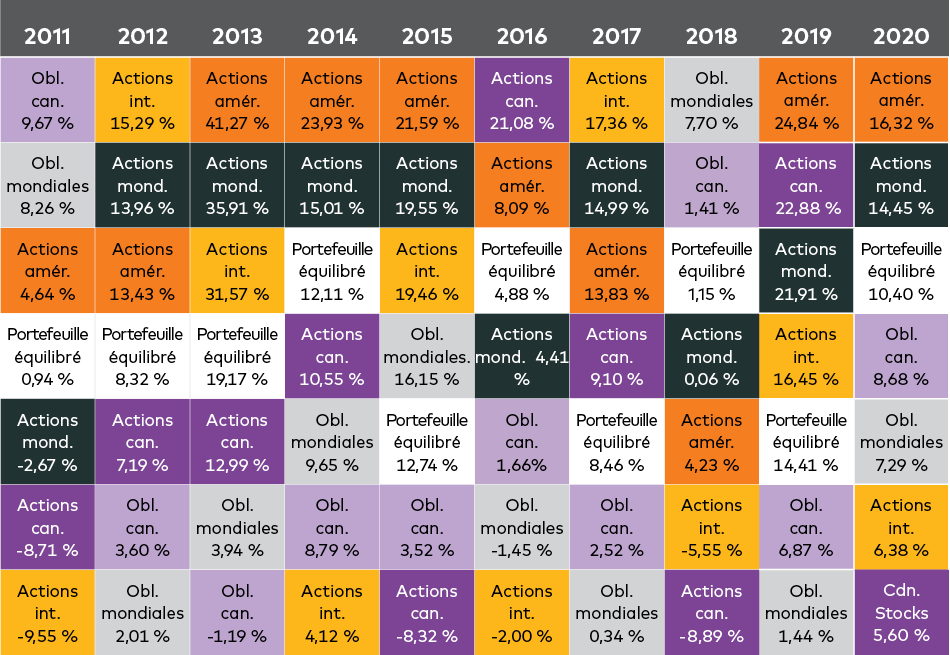 2011 2012 2013 2014 2015 2016 2017 2018 2019 2020
Obl. Actions Actions Actions Actions Actions Actions Obl. Actions Actions
can. int. amér. amér. amér. can. int. mondiales amér. amér.
9,67 % 15,29 % 41,27 % 23,93 % 21,59 % 21,08 % 17,36 % 7,70 % 24,84 % 16,32 %
Obl. Actions Actions Actions Actions Actions Actions Obl. Actions Actions
mondiales mond. mond. mond. mond. amér. mond. can. can. mond.
8,26 % 13,96 % 35,91 % 15,01 % 19,55 % 8,09 % 14,99 % 1,41 % 22,88 % 14,45 %
Actions Actions Actions Portefeuille Actions Portefeuille Actions Portefeuille Actions Portefeuille
amér. amér. int. équilibré int. équilibré amér. équilibré mond. équilibré
4,64 % 13,43 % 31,57 % 12,11 % 19,46 % 4,88 % 13,83 % 1,15 % 21,91 % 10,40 %
Portefeuille Portefeuille Portefeuille Actions Obl. Actions Actions Actions Actions Obl.
équilibré équilibré équilibré can. mondiales. mond. 4,41 can. mond. int. can.
0,94 % 8,32 % 19,17 % 10,55 % 16,15 % % 9,10 % 0,06 % 16,45 % 8,68 %
Actions Actions Actions Obl. Portefeuille Obl. Portefeuille Actions Portefeuille Obl.
mond. can. can. mondiales équilibré can. équilibré amér. équilibré mondiales
-2,67 % 7,19 % 12,99 % 9,65 % 12,74 % 1,66% 8,46 % 4,23 % 14,41 % 7,29 %
Actions Obl. Obl. Obl. Obl. Obl. Obl. Actions Obl. Actions
can. can. mondiales can. can. mondiales can. int. can. int.
-8,71 % 3,60 % 3,94 % 8,79 % 3,52 % -1,45 % 2,52 % -5,55 % 6,87 % 6,38 %
Actions Obl. Obl. Actions Actions Actions Obl. Actions Obl. Cdn.
int. mondiales can. int. can. int. mondiales can. mondiales Stocks
-9,55 % 2,01 % -1,19 % 4,12 % -8,32 % -2,00 % 0,34 % -8,89 % 1,44 % 5,60 %